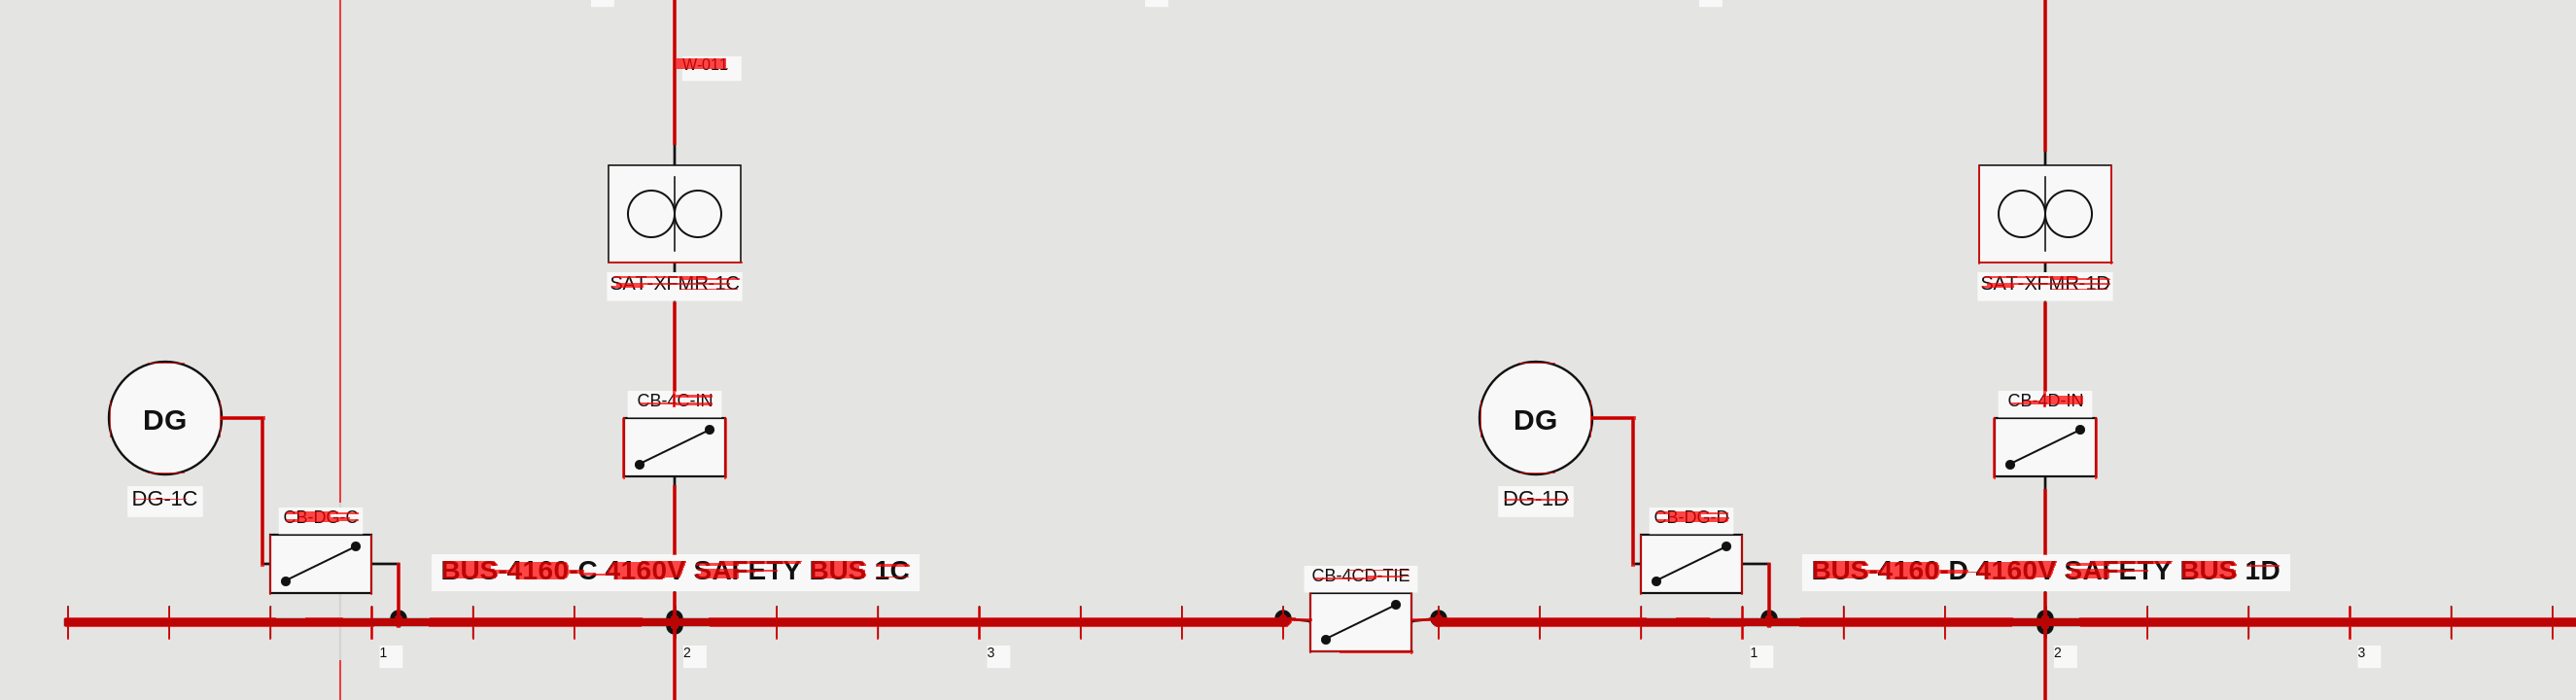 W-011
SAT-XFMR-1C
SAT-XFMR-1D
CB-4C-IN
CB-4D-IN
DG
DG
DG-1C
DG-1D
CB-DG-C
CB-DG-D
BUS-4160-C 4160V SAFETY BUS 1C
CB-4CD-TIE
BUS-4160-D 4160V SAFETY BUS 1D
1
2
3
1
2
3